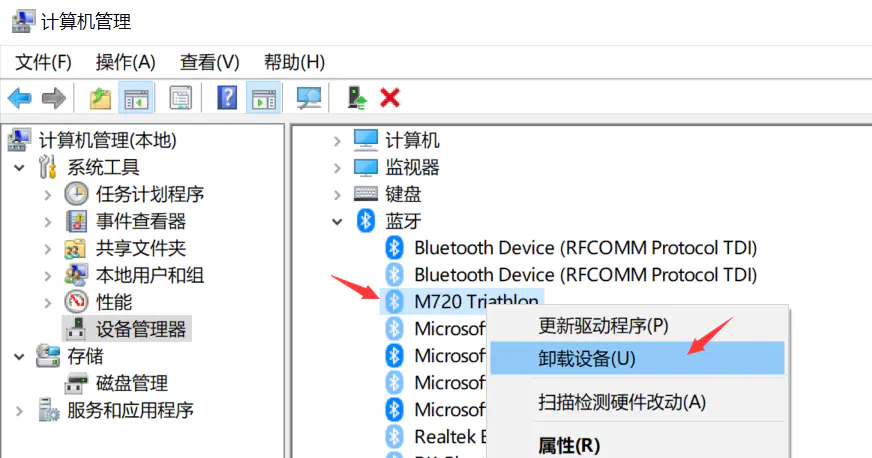 计算机管理
文件(F) 操作(A) 查看(V) 帮助(H)
计算机管理(本地)
系统工具
任务计划程序
事件查看器
共享文件夹
本地用户和组
性能
设备管理器
存储
磁盘管理
服务和应用程序
计算机
监视器
键盘
蓝牙
Bluetooth Device (RFCOMM Protocol TDI)
Bluetooth Device (RFCOMM Protocol TDI)
M720 Triathlon
Microsof
Microsof
Microsof
Microsof
Realtek
更新驱动程序(P)
卸载设备(U)
扫描检测硬件改动(A)
属性(R)